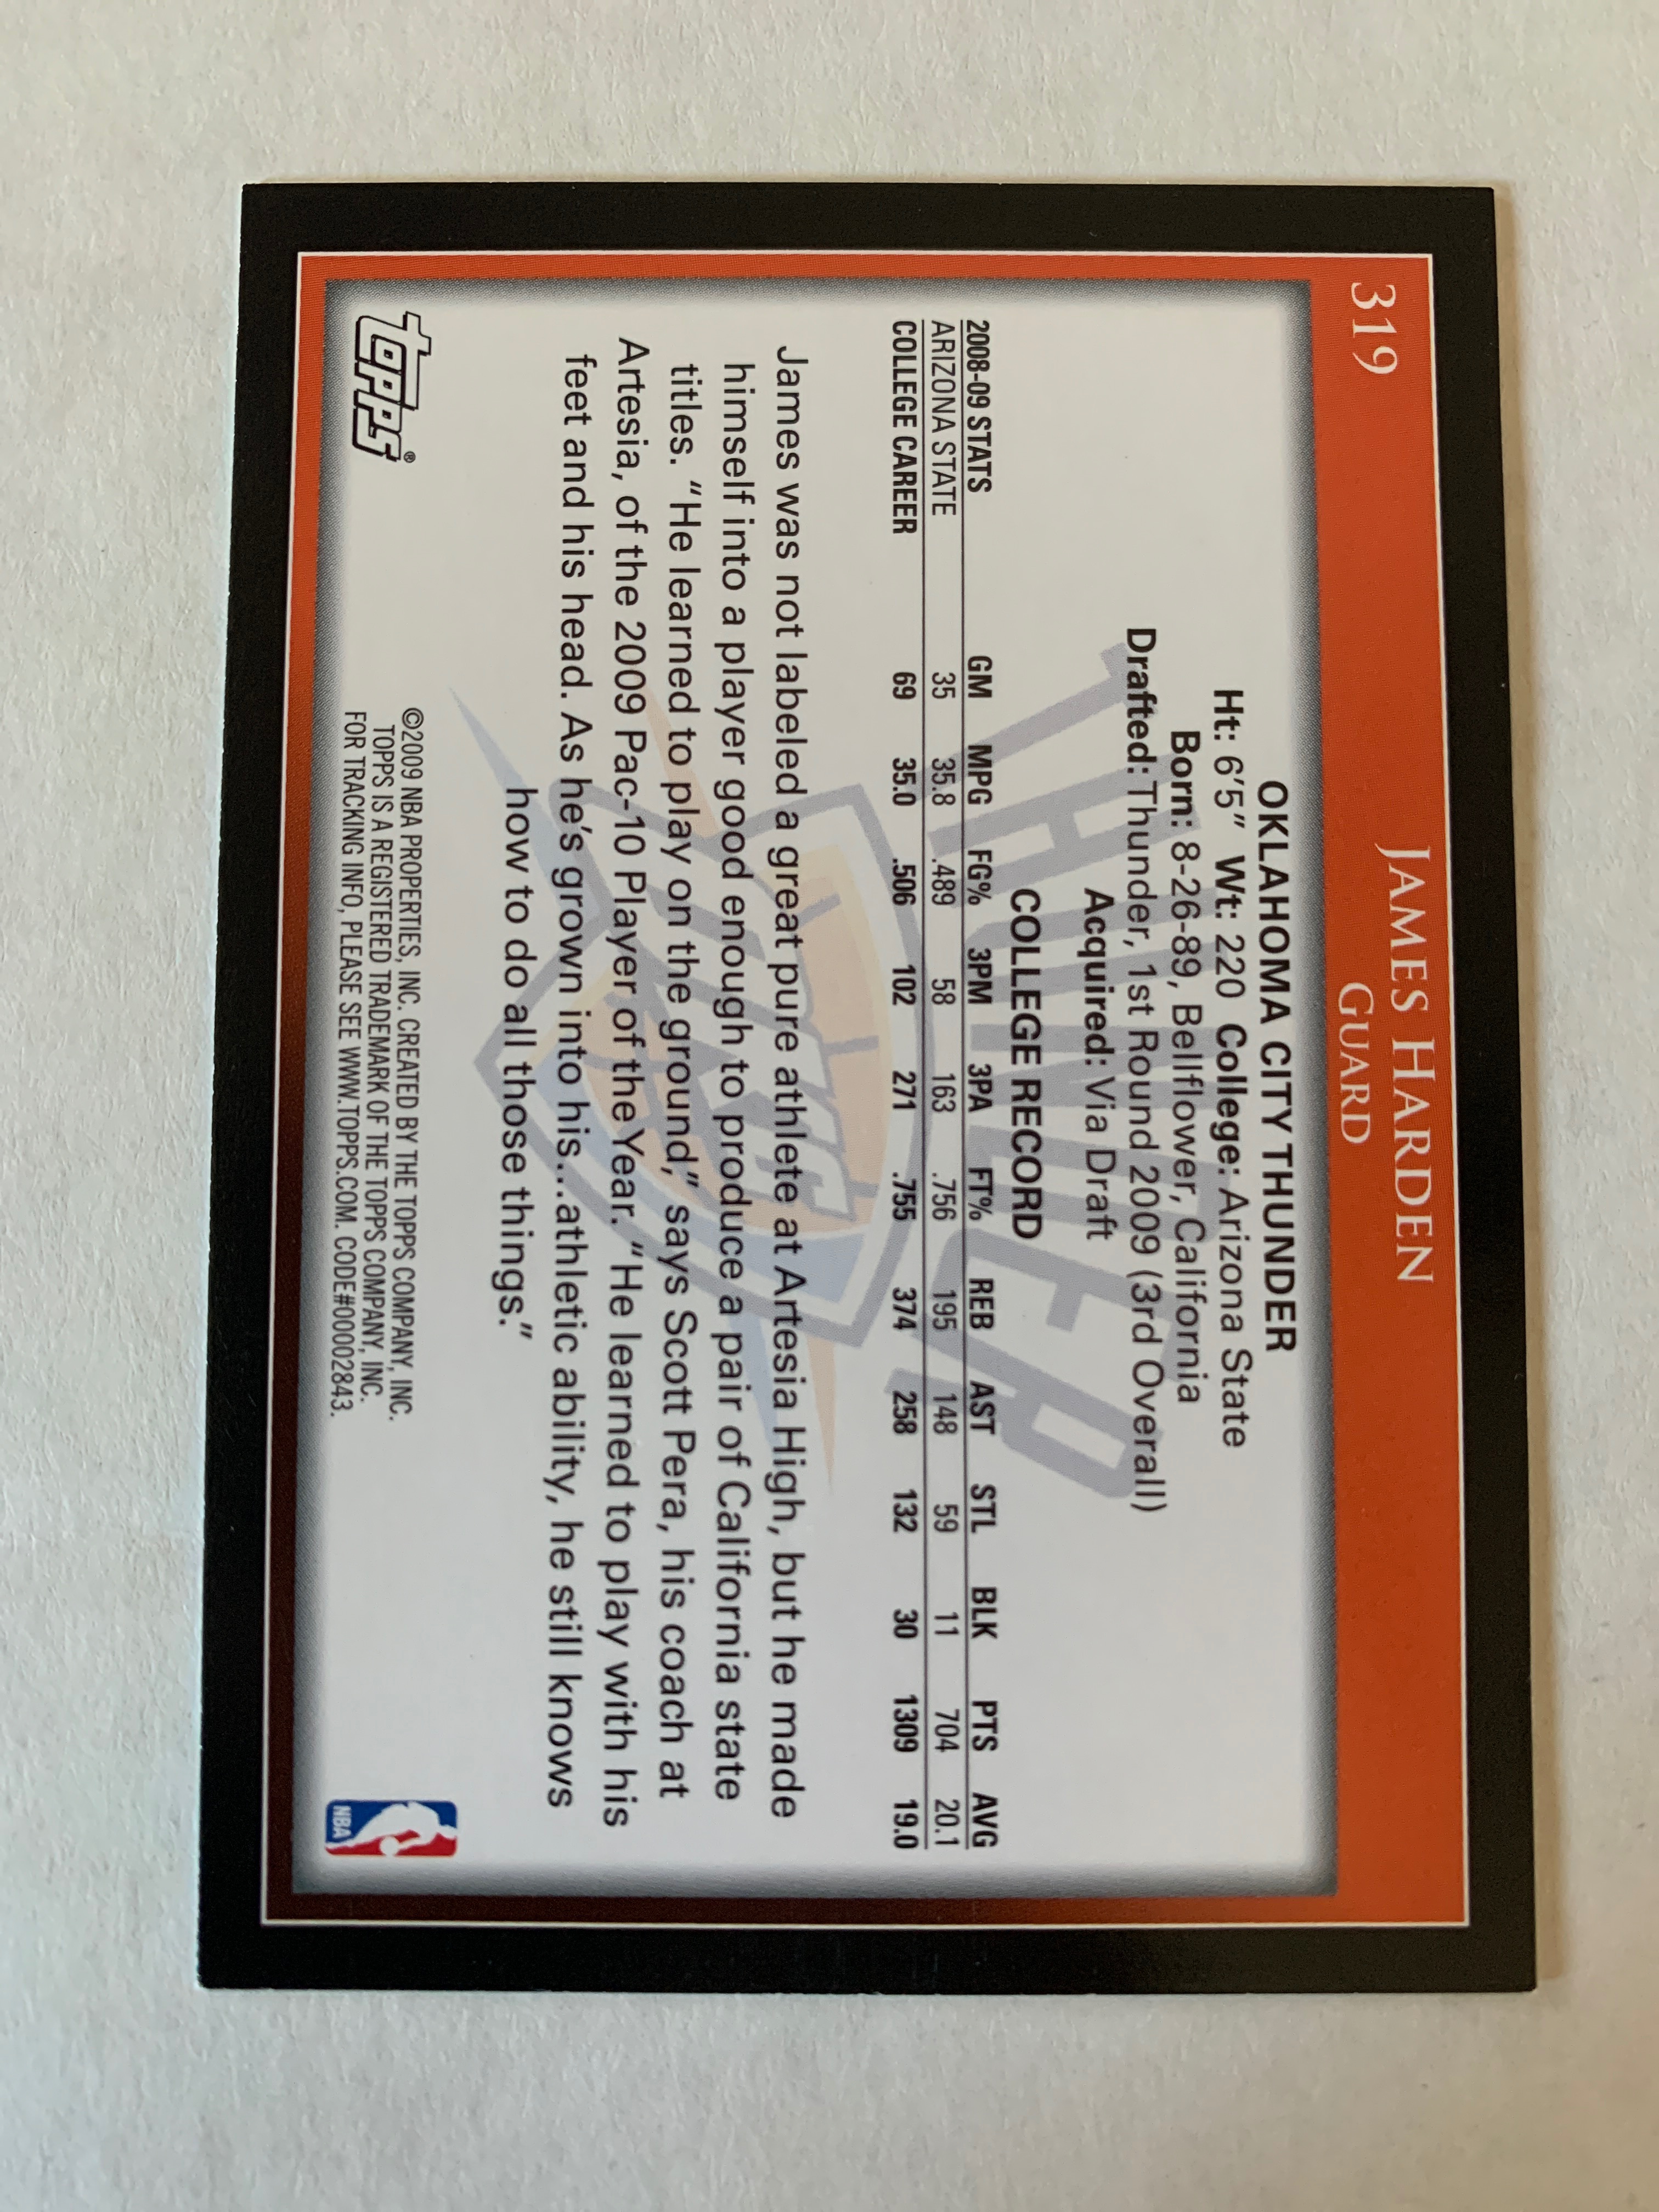 319
JAMES HARDEN
GUARD
OKLAHOMA CITY THUNDER
Ht: 6'5" Wt: 220 College: Arizona State
Born: 8-26-89, Bellflower, California
Drafted: Thunder, 1st Round 2009 (3rd Overall)
Acquired: Via Draft
COLLEGE RECORD
2008-09 STATS GM MPG FG% 3PM 3PA FT% REB AST STL BLK PTS AVG
ARIZONA STATE 35 35.8 .489 58 163 .756 195 148 59 11 704 20.1
COLLEGE CAREER 69 35.0 .506 102 271 .755 374 258 132 30 1309 19.0
James was not labeled a great pure athlete at Artesia High, but he made
himself into a player good enough to produce a pair of California state
titles. “He learned to play on the ground,” says Scott Pera, his coach at
Artesia, of the 2009 Pac-10 Player of the Year. “He learned to play with his
feet and his head. As he's grown into his...athletic ability, he still knows
how to do all those things.”
THUNDER
OKC
topps®
©2009 NBA PROPERTIES, INC. CREATED BY THE TOPPS COMPANY, INC.
TOPPS IS A REGISTERED TRADEMARK OF THE TOPPS COMPANY, INC.
FOR TRACKING INFO, PLEASE SEE WWW.TOPPS.COM. CODE#00002843.
NBA